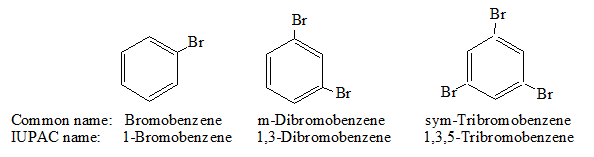 Br
Br
Br
Br
Br
Br
Common name: Bromobenzene m-Dibromobenzene sym-Tribromobenzene
IUPAC name: 1-Bromobenzene 1,3-Dibromobenzene 1,3,5-Tribromobenzene